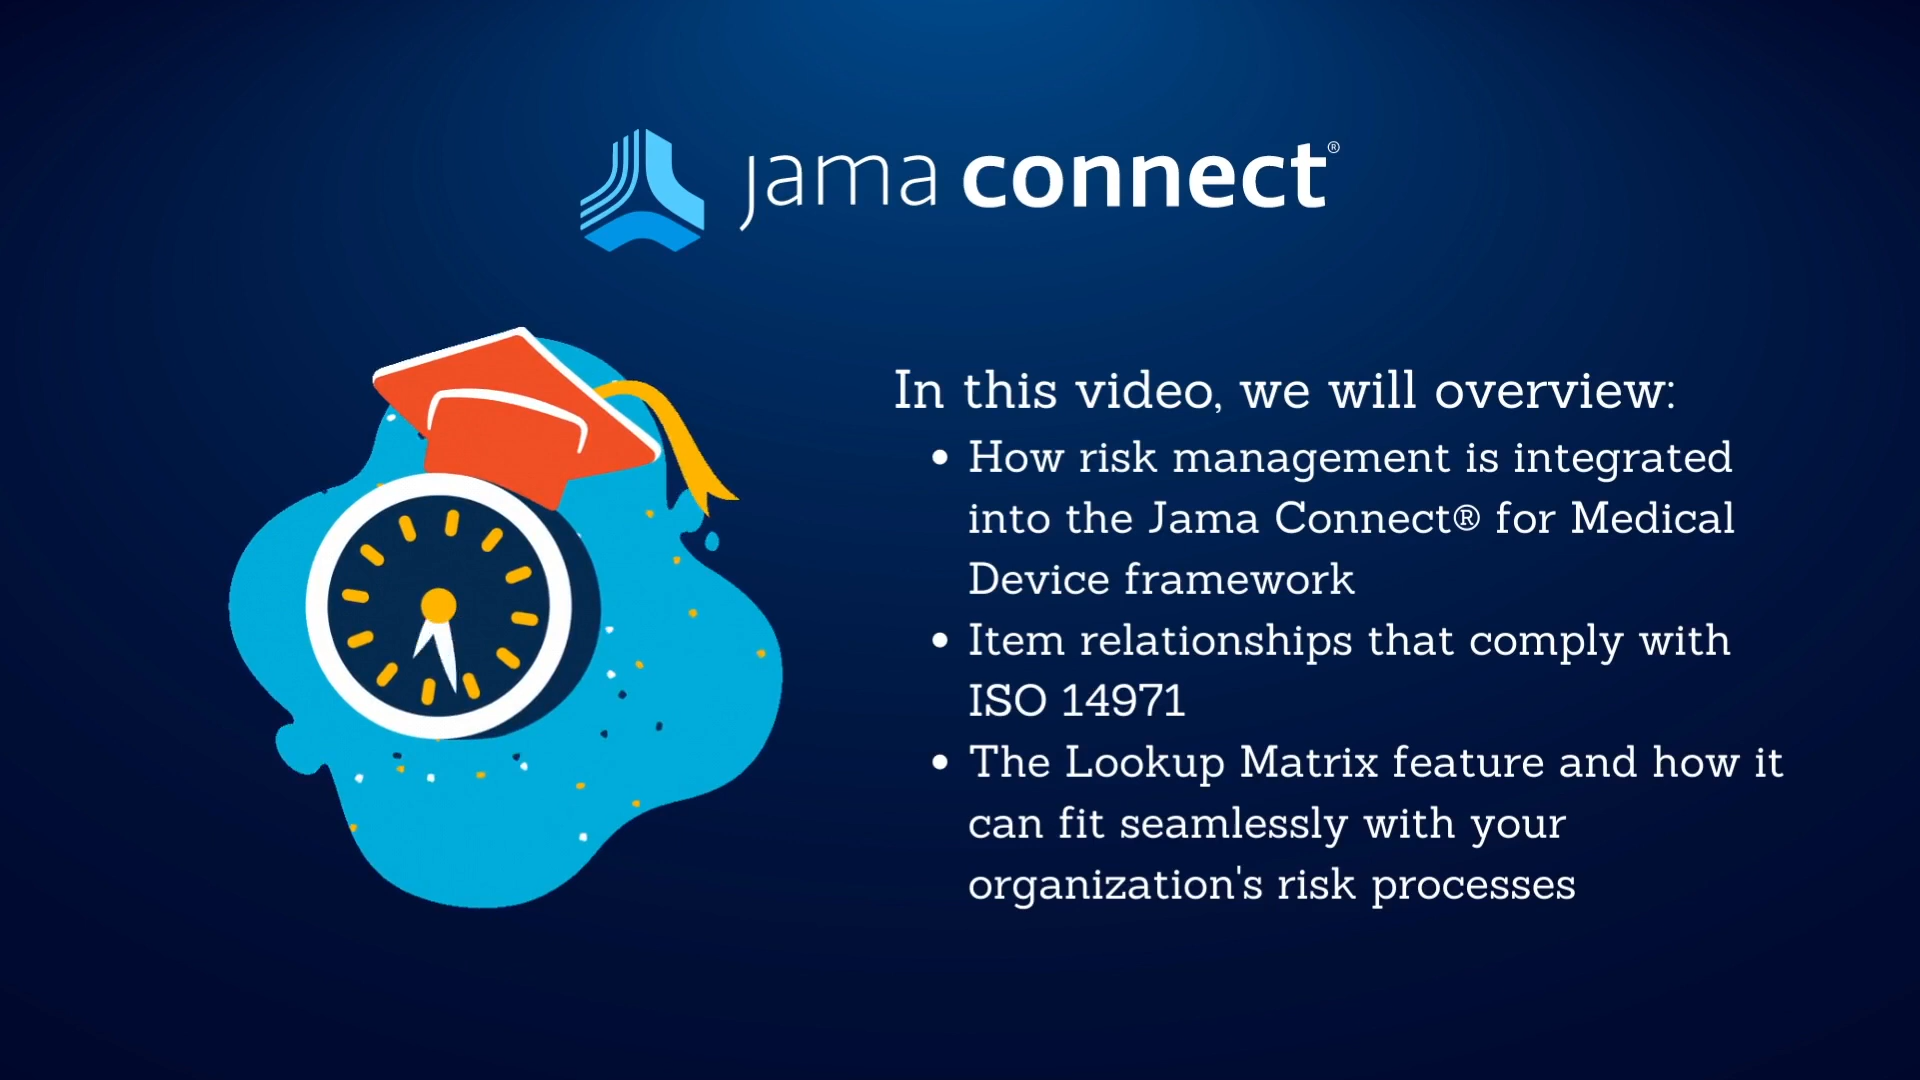 jama connect®
In this video, we will overview:
• How risk management is integrated
into the Jama Connect® for Medical
Device framework
• Item relationships that comply with
ISO 14971
• The Lookup Matrix feature and how it
can fit seamlessly with your
organization's risk processes